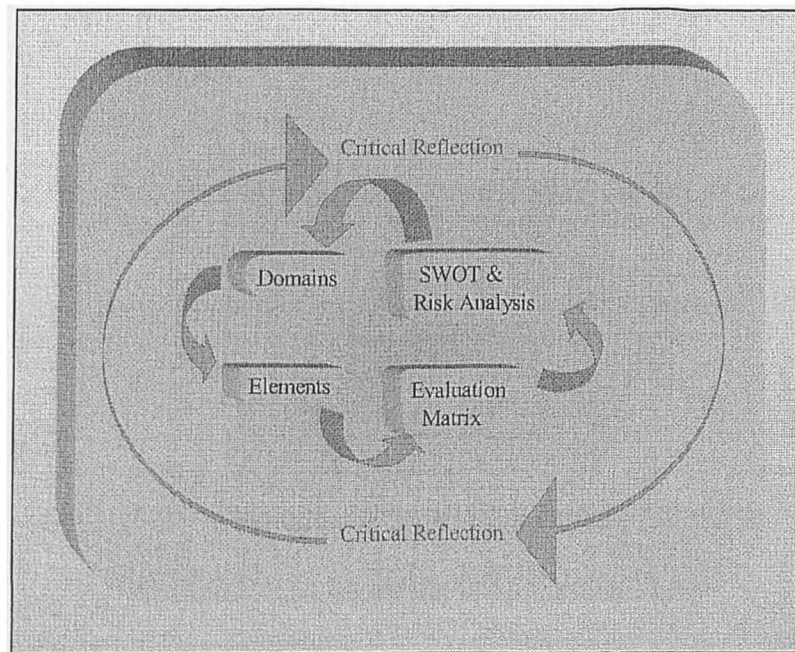 Critical Reflection
Domains
SWOT &
Risk Analysis
Elements
Evaluation
Matrix
Critical Reflection